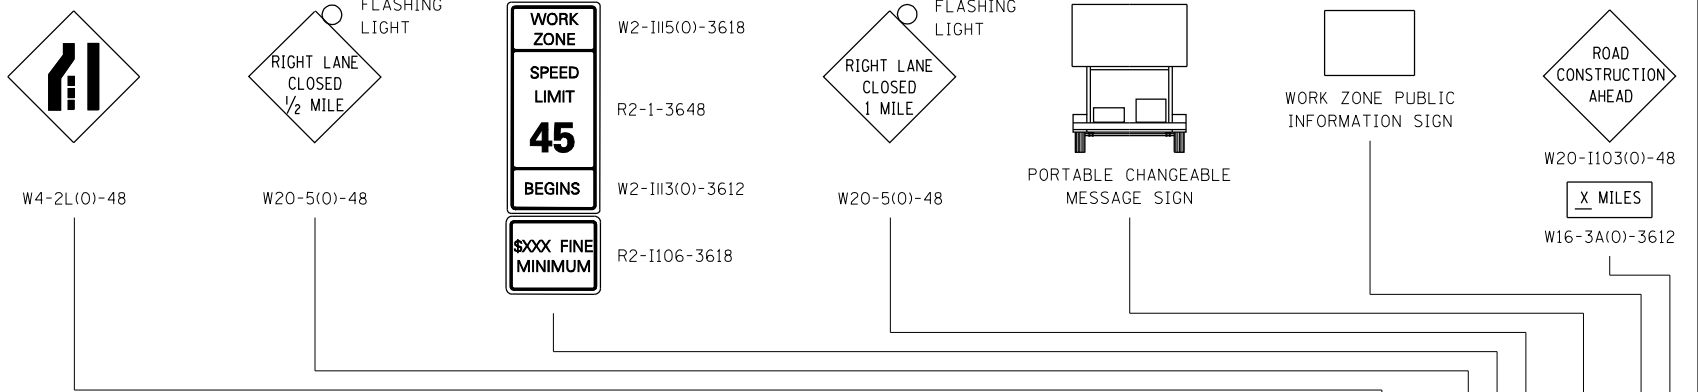 W4-2L(O)-48
FLASHING
LIGHT
RIGHT LANE
CLOSED
1/2 MILE
W20-5(O)-48
WORK
ZONE
SPEED
LIMIT
45
BEGINS
$XXX FINE
MINIMUM
W2-I115(O)-3618
R2-1-3648
W2-I113(O)-3612
R2-I106-3618
FLASHING
LIGHT
RIGHT LANE
CLOSED
1 MILE
W20-5(O)-48
PORTABLE CHANGEABLE
MESSAGE SIGN
WORK ZONE PUBLIC
INFORMATION SIGN
ROAD
CONSTRUCTION
AHEAD
W20-I103(O)-48
X MILES
W16-3A(O)-3612